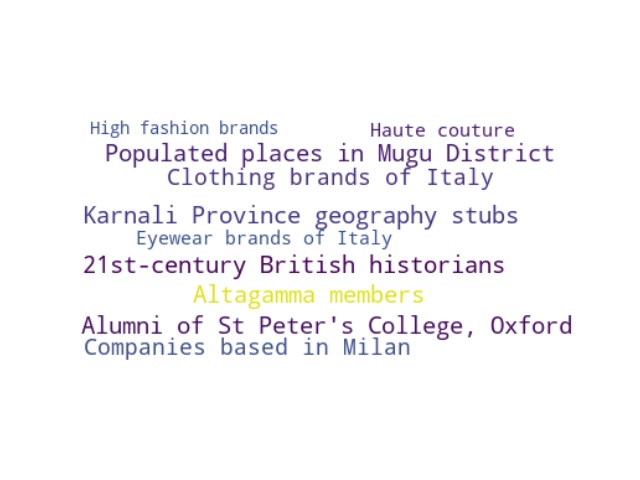 High fashion brands
Haute couture
Populated places in Mugu District
Clothing brands of Italy
Karnali Province geography stubs
Eyewear brands of Italy
21st-century British historians
Altagamma members
Alumni of St Peter's College, Oxford
Companies based in Milan